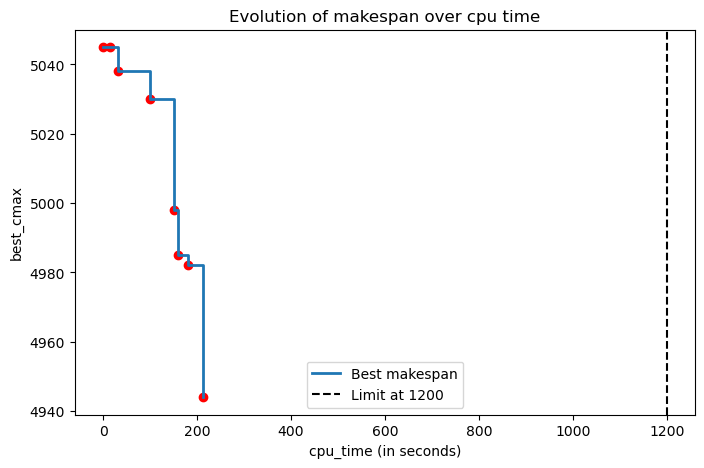 Evolution of makespan over cpu time
best_cmax
5040
5020
5000
4980
4960
4940
Best makespan
Limit at 1200
0 200 400 600 800 1000 1200
cpu_time (in seconds)